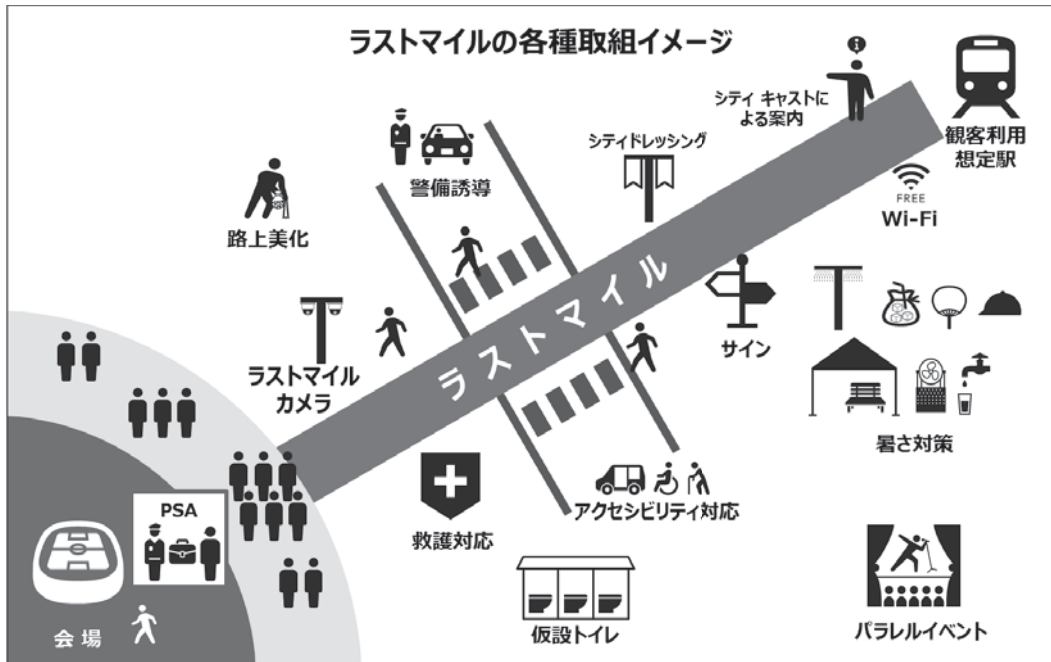 ラストマイルの各種取組イメージ
シティ キャストに
よる案内
観客利用
想定駅
シティドレッシング
警備誘導
FREE
Wi-Fi
路上美化
ラストマイル
サイン
ラストマイル
カメラ
暑さ対策
PSA
救護対応
アクセシビリティ対応
会場
仮設トイレ
パラレルイベント